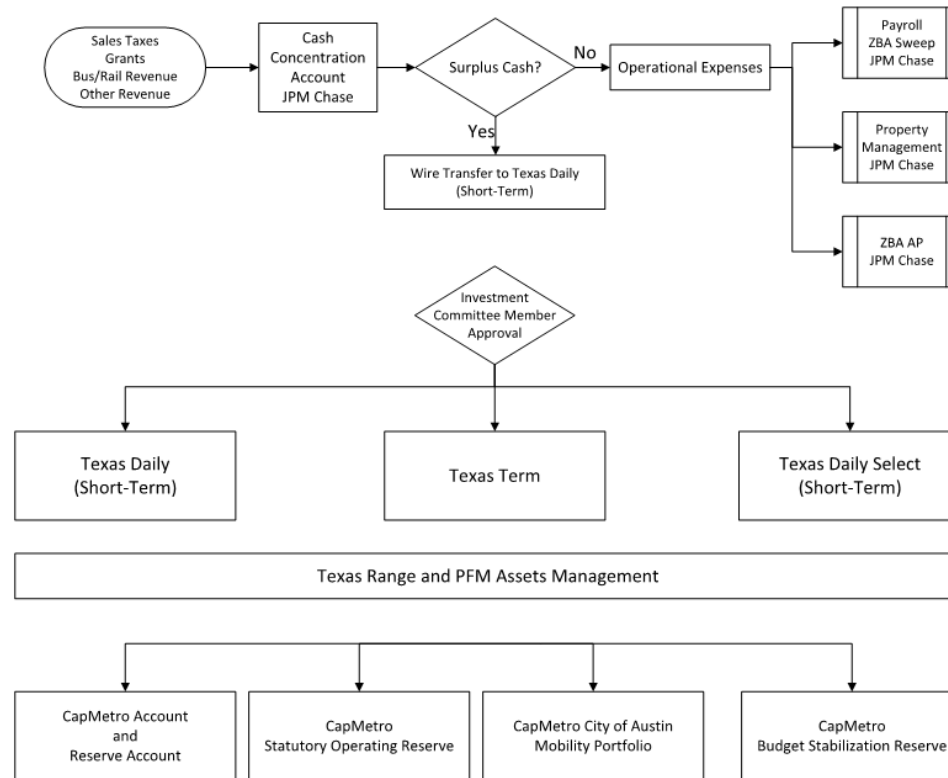 Sales Taxes
Grants
Bus/Rail Revenue
Other Revenue
Cash
Concentration
Account
JPM Chase
Surplus Cash?
No
Operational Expenses
Payroll
ZBA Sweep
JPM Chase
Yes
Property
Management
JPM Chase
Wire Transfer to Texas Daily
(Short-Term)
ZBA AP
JPM Chase
Investment
Committee Member
Approval
Texas Daily
(Short-Term)
Texas Term
Texas Daily Select
(Short-Term)
Texas Range and PFM Assets Management
CapMetro Account
and
Reserve Account
CapMetro
Statutory Operating Reserve
CapMetro City of Austin
Mobility Portfolio
CapMetro
Budget Stabilization Reserve